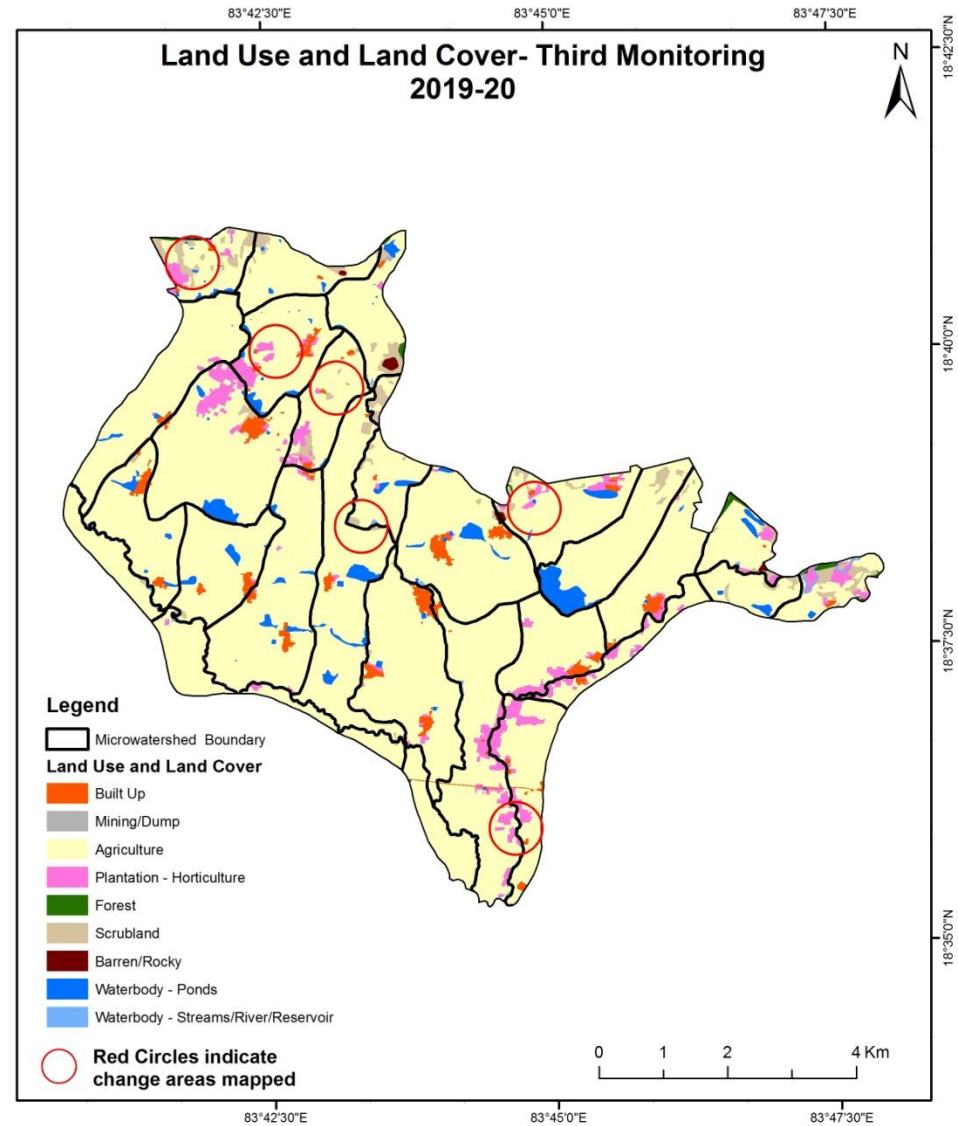 83°42'30"E
83°45'0"E
83°47'30"E
Land Use and Land Cover- Third Monitoring
2019-20
N
18°42'30"N
18°40'0"N
18°37'30"N
18°35'0"N
Legend
Microwatershed Boundary
Land Use and Land Cover
Built Up
Mining/Dump
Agriculture
Plantation - Horticulture
Forest
Scrubland
Barren/Rocky
Waterbody - Ponds
Waterbody - Streams/River/Reservoir
Red Circles indicate
change areas mapped
0 1 2 4 Km
83°42'30"E
83°45'0"E
83°47'30"E